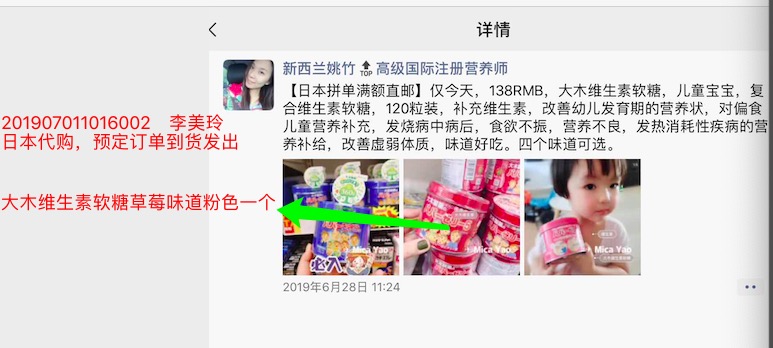 详情
新西兰姚竹🔝高级国际注册营养师
【日本拼单满额直邮】仅今天，138RMB，大木维生素软糖，儿童宝宝，复
合维生素软糖，120粒装，补充维生素，改善幼儿发育期的营养状，对偏食
儿童营养补充，发烧病中病后，食欲不振，营养不良，发热消耗性疾病的营
养补给，改善虚弱体质，味道好吃。四个味道可选。
201907011016002 李美玲
日本代购，预定订单到货发出
大木维生素软糖草莓味道粉色一个
Mica Yao
Mica Yao
Mica Yao
必入
2019年6月28日 11:24